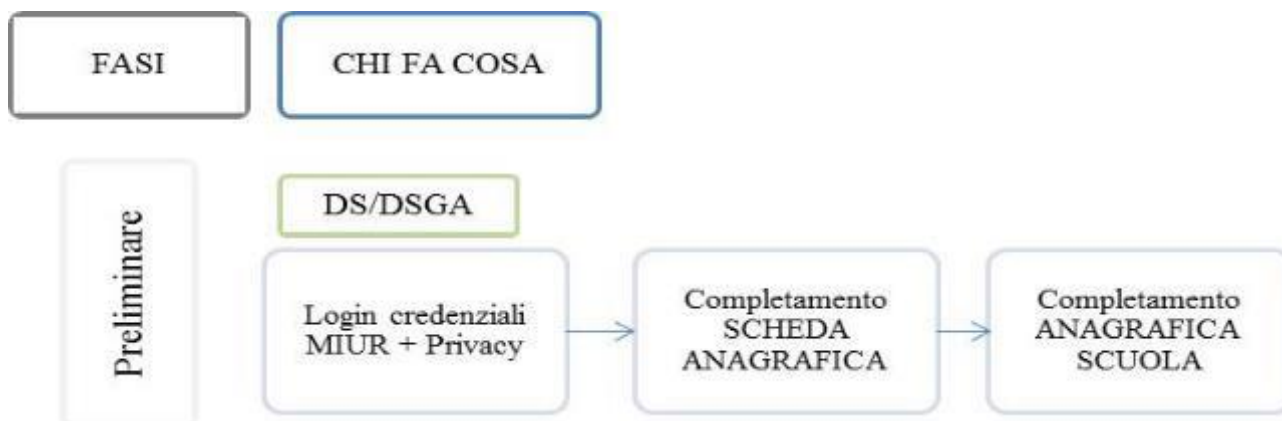 FASI
CHI FA COSA
Preliminare
DS/DSGA
Login credenziali
MIUR + Privacy
Completamento
SCHEDA
ANAGRAFICA
Completamento
ANAGRAFICA
SCUOLA